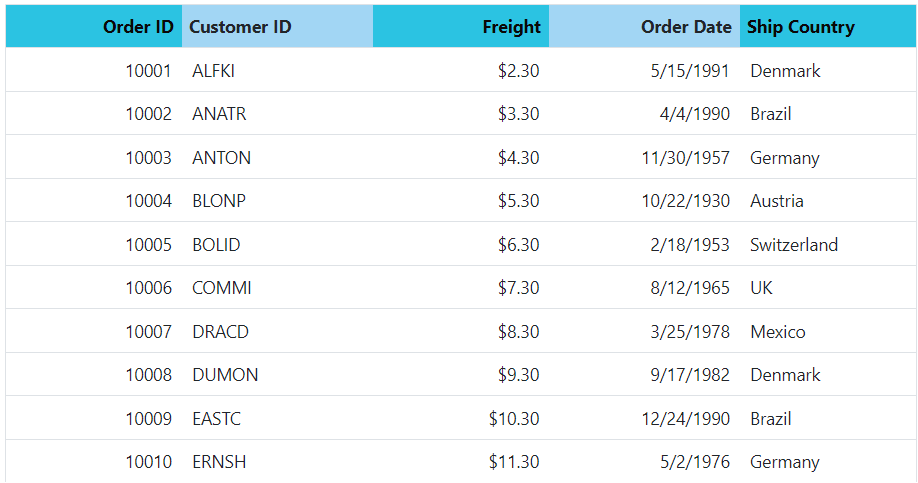 Order ID Customer ID Freight Order Date Ship Country
10001 ALFKI $2.30 5/15/1991 Denmark
10002 ANATR $3.30 4/4/1990 Brazil
10003 ANTON $4.30 11/30/1957 Germany
10004 BLONP $5.30 10/22/1930 Austria
10005 BOLID $6.30 2/18/1953 Switzerland
10006 COMMI $7.30 8/12/1965 UK
10007 DRACD $8.30 3/25/1978 Mexico
10008 DUMON $9.30 9/17/1982 Denmark
10009 EASTC $10.30 12/24/1990 Brazil
10010 ERNSH $11.30 5/2/1976 Germany